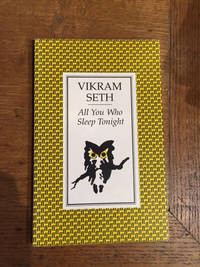 VIKRAM
SETH
All You Who
Sleep Tonight